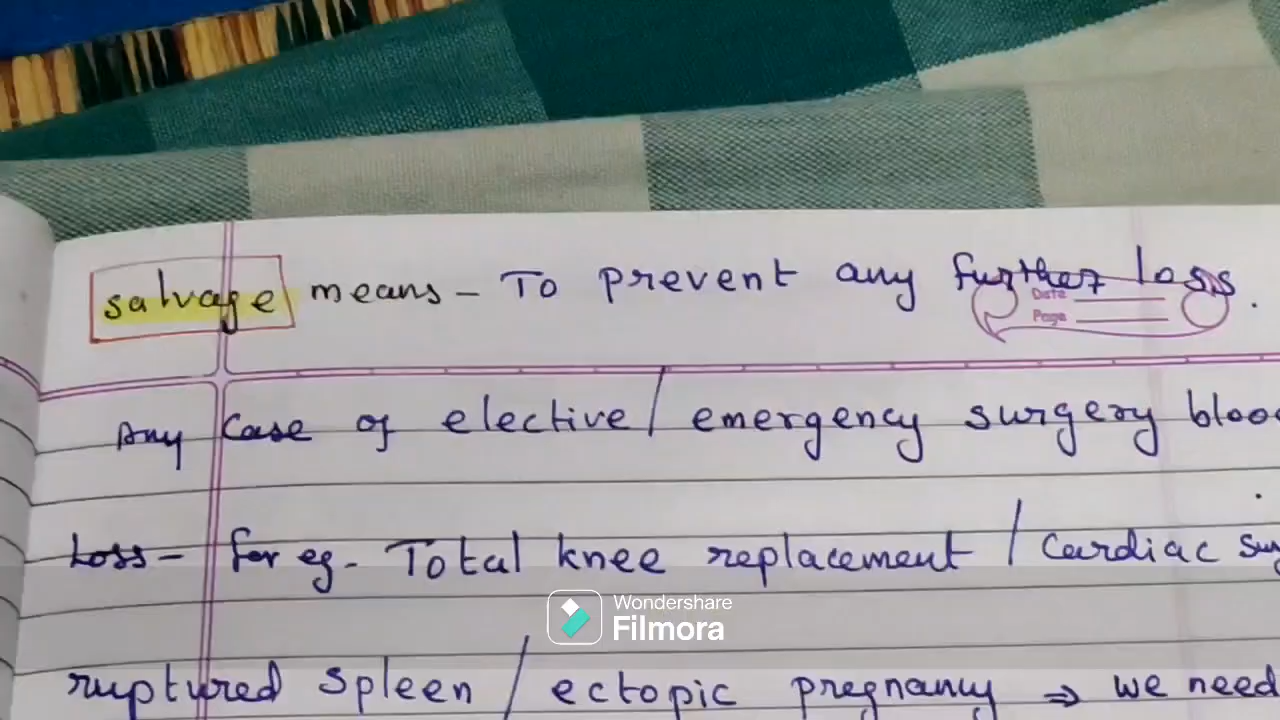 salvage means - To prevent any further loss.
Date
Page
Any case of elective / emergency surgery bloo
Loss - for eg. Total knee replacement / cardiac su
Wondershare
Filmora
ruptured spleen / ectopic pregnancy ⇒ we need